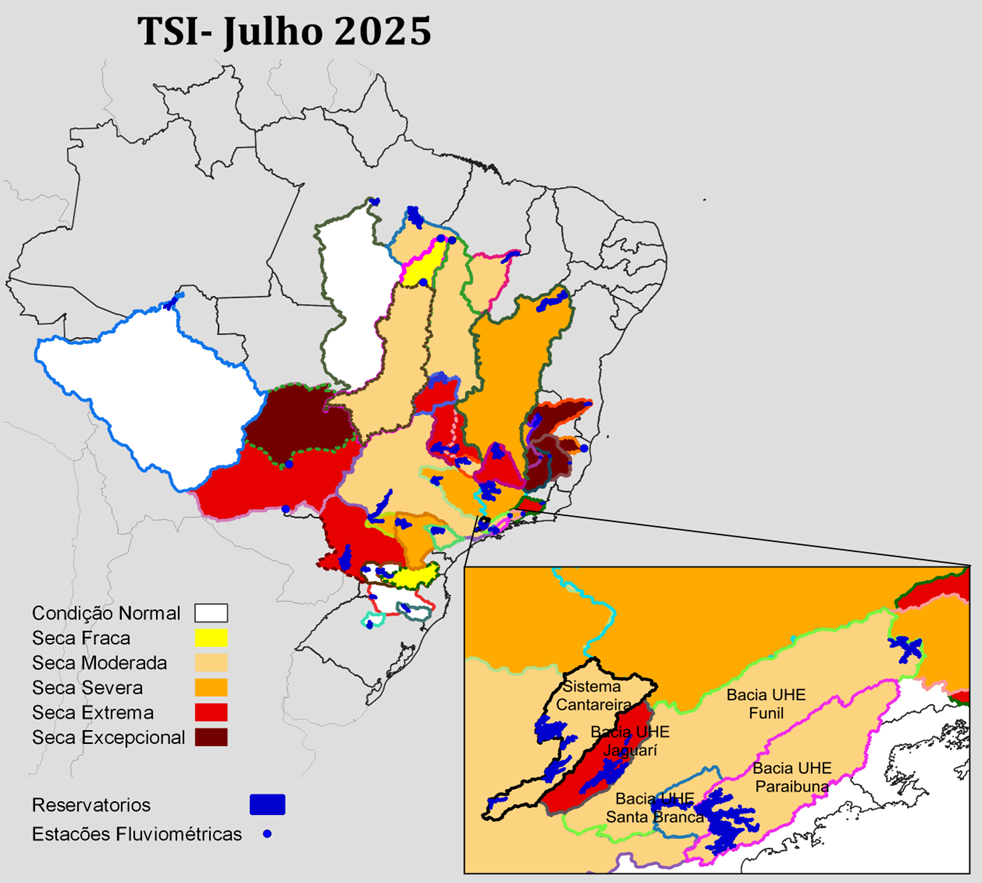 TSI- Julho 2025
Condição Normal
Seca Fraca
Seca Moderada
Seca Severa
Seca Extrema
Seca Excepcional
Reservatorios
Estacões Fluviométricas
Sistema
Cantareira
Bacia UHE
Jaguarí
Bacia UHE
Funil
Bacia UHE
Paraibuna
Bacia UHE
Santa Branca